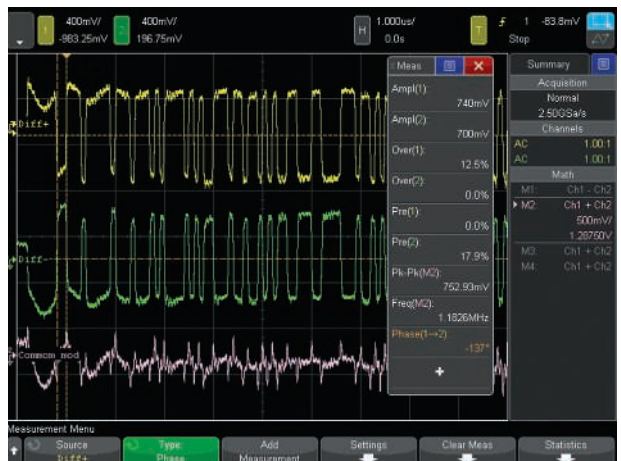 1 400mV/ 2 400mV/ H 1.000us/ T 1 -83.8mV
-983.25mV 196.75mV 0.0s Stop
Meas
Summary
Ampl(1):
740mV
Ampl(2):
700mV
Over(1):
12.5%
Over(2):
0.0%
Pre(1):
0.0%
Pre(2):
17.9%
Pk-Pk(M2):
752.93mV
Freq(M2):
1.1826MHz
Phase(1→2):
-137°
+
Acquisition
Normal
2.50GSa/s
Channels
AC 1.00:1
AC 1.00:1
Math
M1: Ch1 - Ch2
M2: Ch1 + Ch2
500mV/
1.28750V
M3: Ch1 + Ch2
M4: Ch1 + Ch2
Diff+
Diff-
Common mod
Measurement Menu
Source
Diff+
Type:
Phase
Add
Measurement
Settings
Clear Meas
Statistics